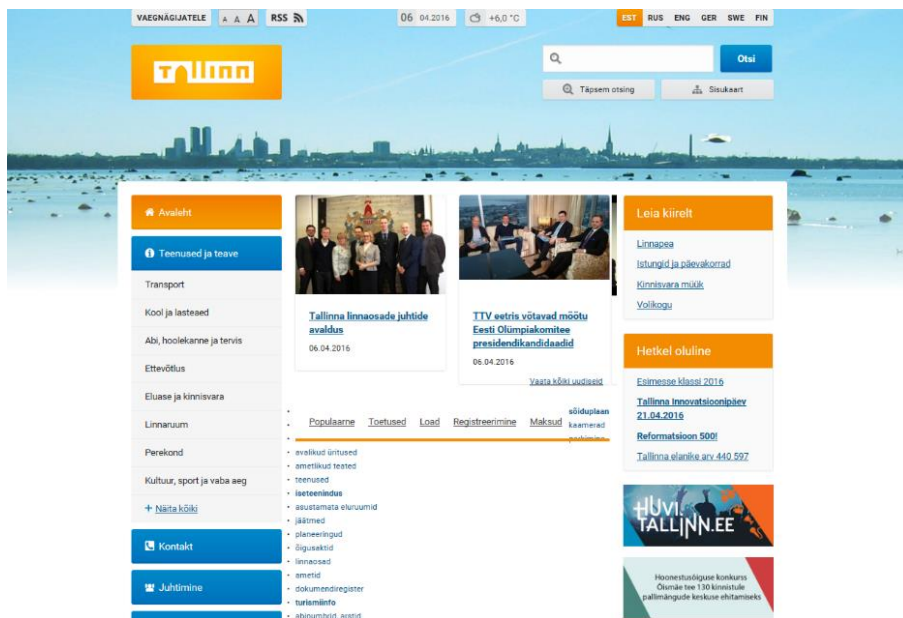 VAEGNÄGIJATELE A A A RSS
06 04.2016 +6,0 °C
EST RUS ENG GER SWE FIN
Tallinn
Otsi
Täpsem otsing Sisukaart
Avaleht
Teenused ja teave
Transport
Kool ja lasteaed
Abi, hoolekanne ja tervis
Ettevõtlus
Eluase ja kinnisvara
Linnaruum
Perekond
Kultuur, sport ja vaba aeg
+ Näita kõiki
Kontakt
Juhtimine
Tallinna linnaosade juhtide
avaldus
06.04.2016
TTV eetris võtavad mõõtu
Eesti Olümpiakomitee
presidendikandidaadid
06.04.2016
Vaata kõiki uudiseid
Populaarne Toetused Load Registreerimine Maksud
sõiduplaan
kaamerad
parkimine
avalikud üritused
ametlikud teated
teenused
iseteenindus
asustamata eluruumid
jäätmed
planeeringud
õigusaktid
linnaosad
ametid
dokumendiregister
turismiinfo
abinumbrid, arstid
Leia kiirelt
Linnapea
Istungid ja päevakorrad
Kinnisvara müük
Volikogu
Hetkel oluline
Esimesse klassi 2016
Tallinna Innovatsioonipäev
21.04.2016
Reformatsioon 500!
Tallinna elanike arv 440 597
HUVI.
TALLINN.EE
Hoonestusõiguse konkurss
Õismäe tee 130 kinnistule
pallimängude keskuse ehitamiseks